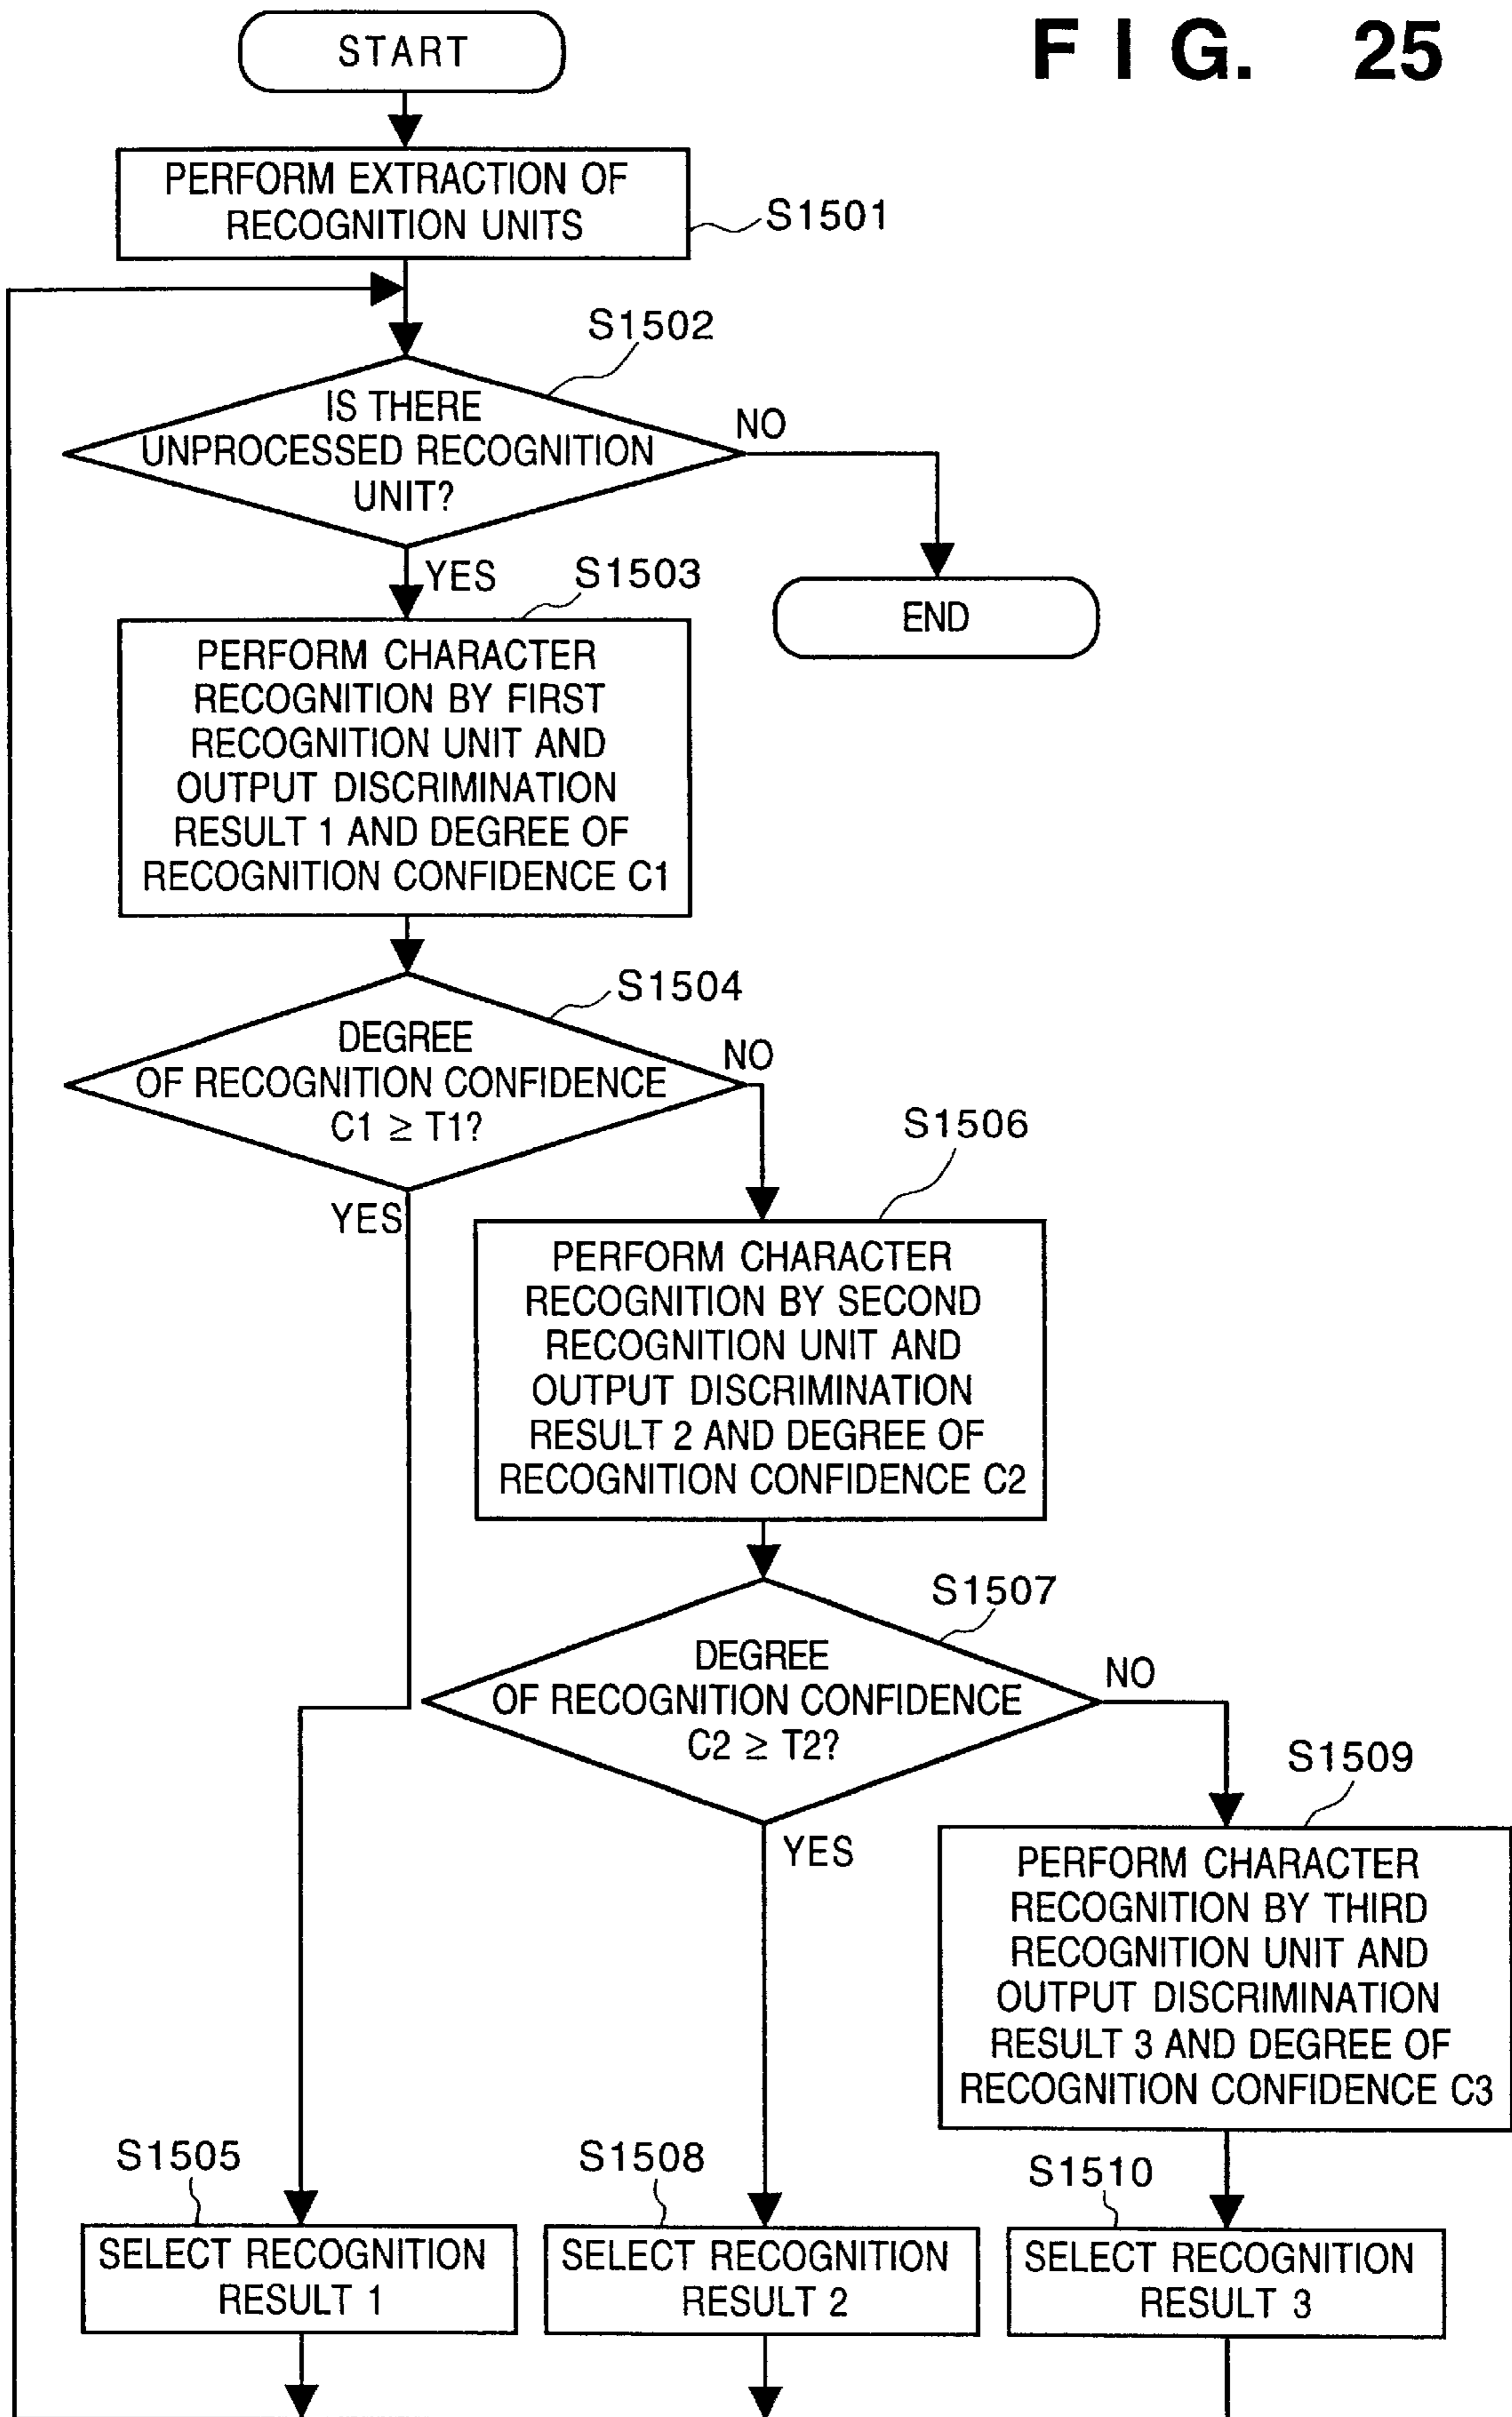 FIG. 25
START
PERFORM EXTRACTION OF
RECOGNITION UNITS
S1501
S1502
IS THERE
UNPROCESSED RECOGNITION
UNIT?
NO
END
YES
S1503
PERFORM CHARACTER
RECOGNITION BY FIRST
RECOGNITION UNIT AND
OUTPUT DISCRIMINATION
RESULT 1 AND DEGREE OF
RECOGNITION CONFIDENCE C1
S1504
DEGREE
OF RECOGNITION CONFIDENCE
C1 ≥ T1?
NO
YES
S1506
PERFORM CHARACTER
RECOGNITION BY SECOND
RECOGNITION UNIT AND
OUTPUT DISCRIMINATION
RESULT 2 AND DEGREE OF
RECOGNITION CONFIDENCE C2
S1507
DEGREE
OF RECOGNITION CONFIDENCE
C2 ≥ T2?
NO
YES
S1509
PERFORM CHARACTER
RECOGNITION BY THIRD
RECOGNITION UNIT AND
OUTPUT DISCRIMINATION
RESULT 3 AND DEGREE OF
RECOGNITION CONFIDENCE C3
S1505
SELECT RECOGNITION
RESULT 1
S1508
SELECT RECOGNITION
RESULT 2
S1510
SELECT RECOGNITION
RESULT 3